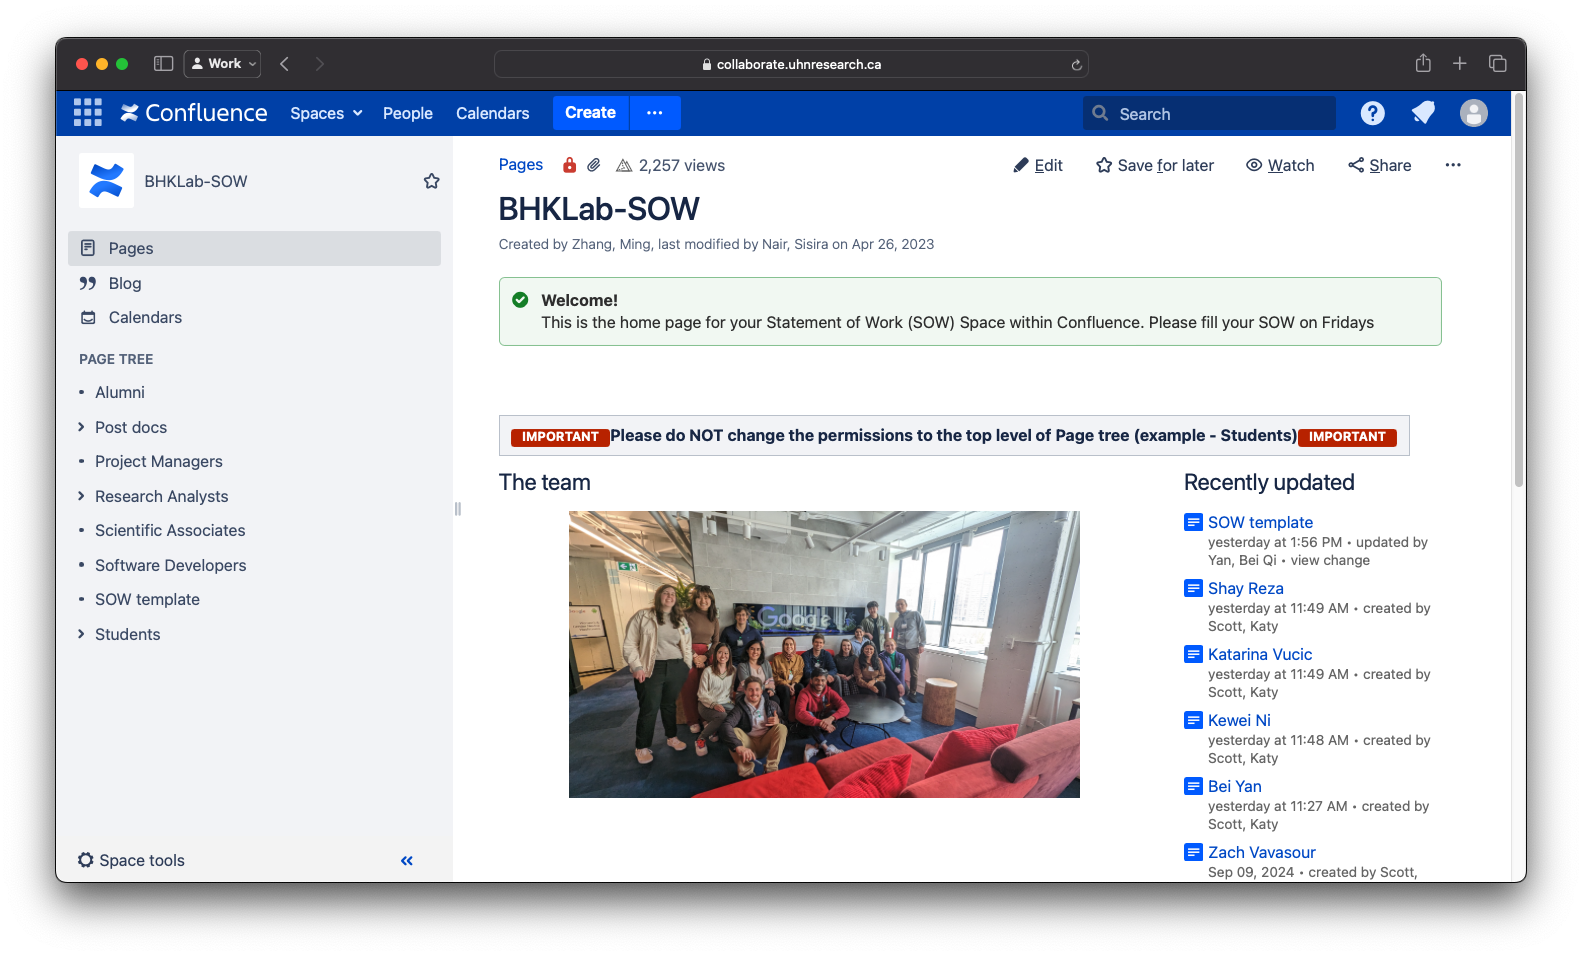 Work
collaborate.uhnresearch.ca
Confluence Spaces People Calendars Create ··· Search
BHKLab-SOW
Pages
Blog
Calendars
PAGE TREE
Alumni
Post docs
Project Managers
Research Analysts
Scientific Associates
Software Developers
SOW template
Students
Space tools
Pages 2,257 views Edit Save for later Watch Share ···
BHKLab-SOW
Created by Zhang, Ming, last modified by Nair, Sisira on Apr 26, 2023
Welcome!
This is the home page for your Statement of Work (SOW) Space within Confluence. Please fill your SOW on Fridays
IMPORTANT Please do NOT change the permissions to the top level of Page tree (example - Students) IMPORTANT
The team
Google
Recently updated
SOW template
yesterday at 1:56 PM • updated by
Yan, Bei Qi • view change
Shay Reza
yesterday at 11:49 AM • created by
Scott, Katy
Katarina Vucic
yesterday at 11:49 AM • created by
Scott, Katy
Kewei Ni
yesterday at 11:48 AM • created by
Scott, Katy
Bei Yan
yesterday at 11:27 AM • created by
Scott, Katy
Zach Vavasour
Sep 09, 2024 • created by Scott,